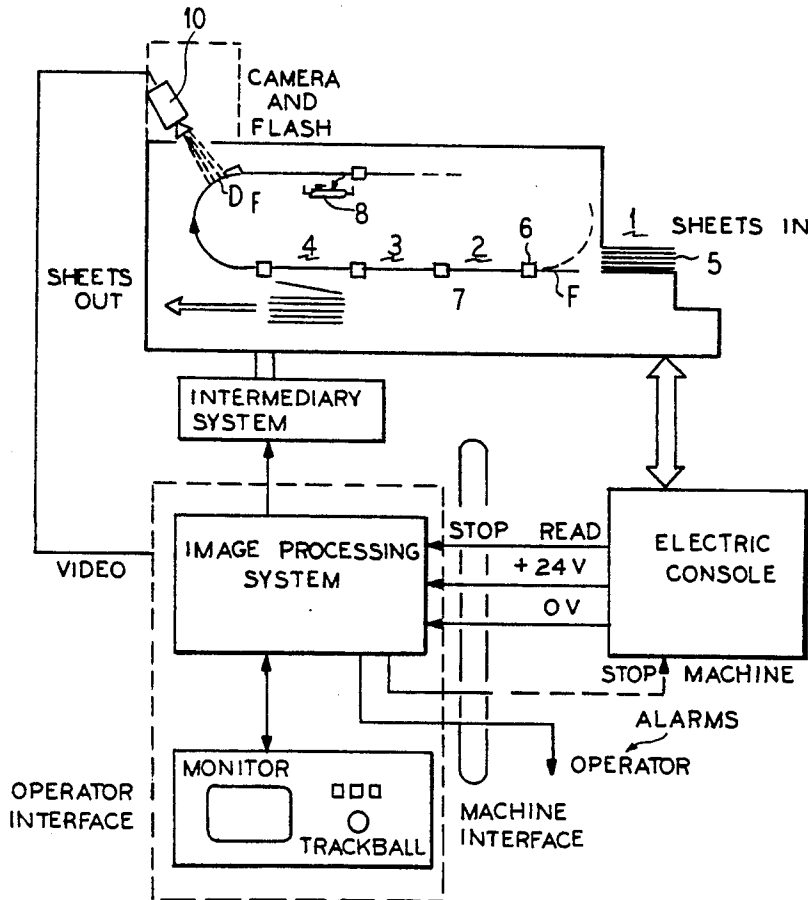 10
CAMERA
AND
FLASH
D F
8
1 SHEETS IN
4 3 2 6
5
7
F
SHEETS
OUT
INTERMEDIARY
SYSTEM
IMAGE PROCESSING
SYSTEM
STOP READ
+24V
0V
ELECTRIC
CONSOLE
VIDEO
STOP MACHINE
ALARMS
OPERATOR
MONITOR
TRACKBALL
OPERATOR
INTERFACE
MACHINE
INTERFACE